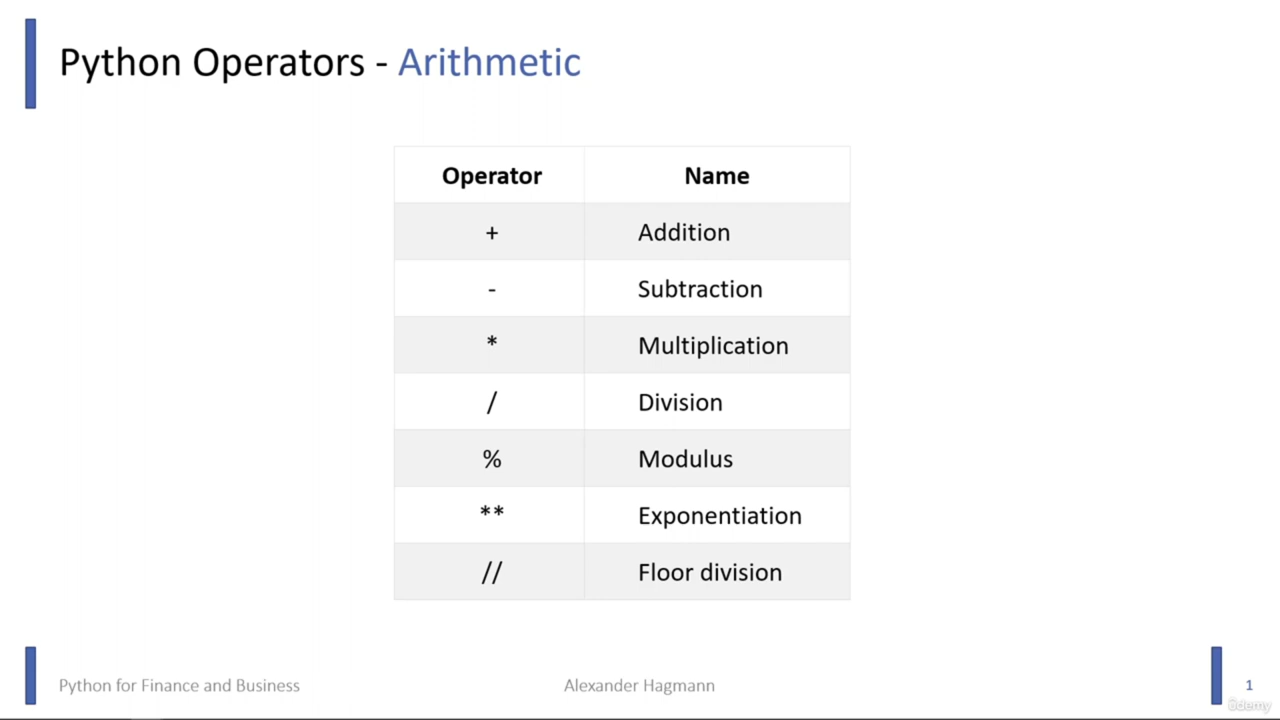 Python Operators - Arithmetic
Operator Name
+ Addition
- Subtraction
* Multiplication
/ Division
% Modulus
** Exponentiation
// Floor division
Python for Finance and Business Alexander Hagmann 1
ûdemy